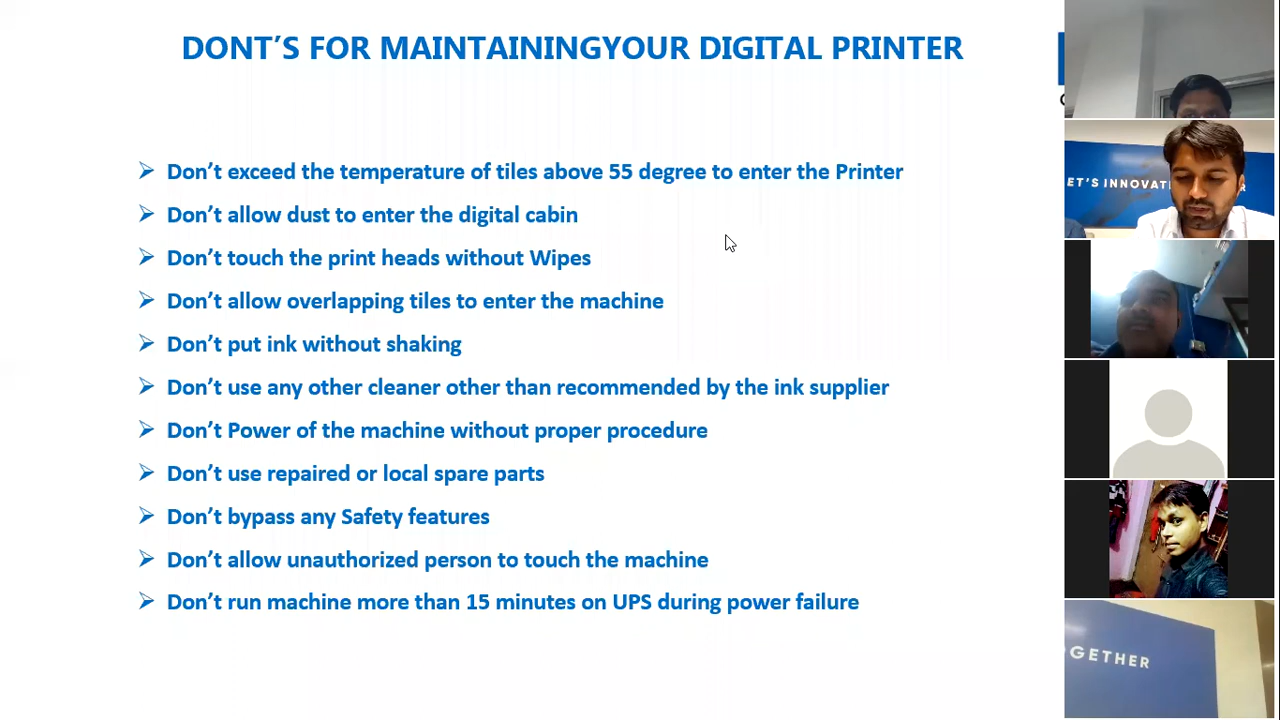 DONT'S FOR MAINTAININGYOUR DIGITAL PRINTER
Don't exceed the temperature of tiles above 55 degree to enter the Printer
Don't allow dust to enter the digital cabin
Don't touch the print heads without Wipes
Don't allow overlapping tiles to enter the machine
Don't put ink without shaking
Don't use any other cleaner other than recommended by the ink supplier
Don't Power of the machine without proper procedure
Don't use repaired or local spare parts
Don't bypass any Safety features
Don't allow unauthorized person to touch the machine
Don't run machine more than 15 minutes on UPS during power failure
ET'S INNOVAT
OGETHER